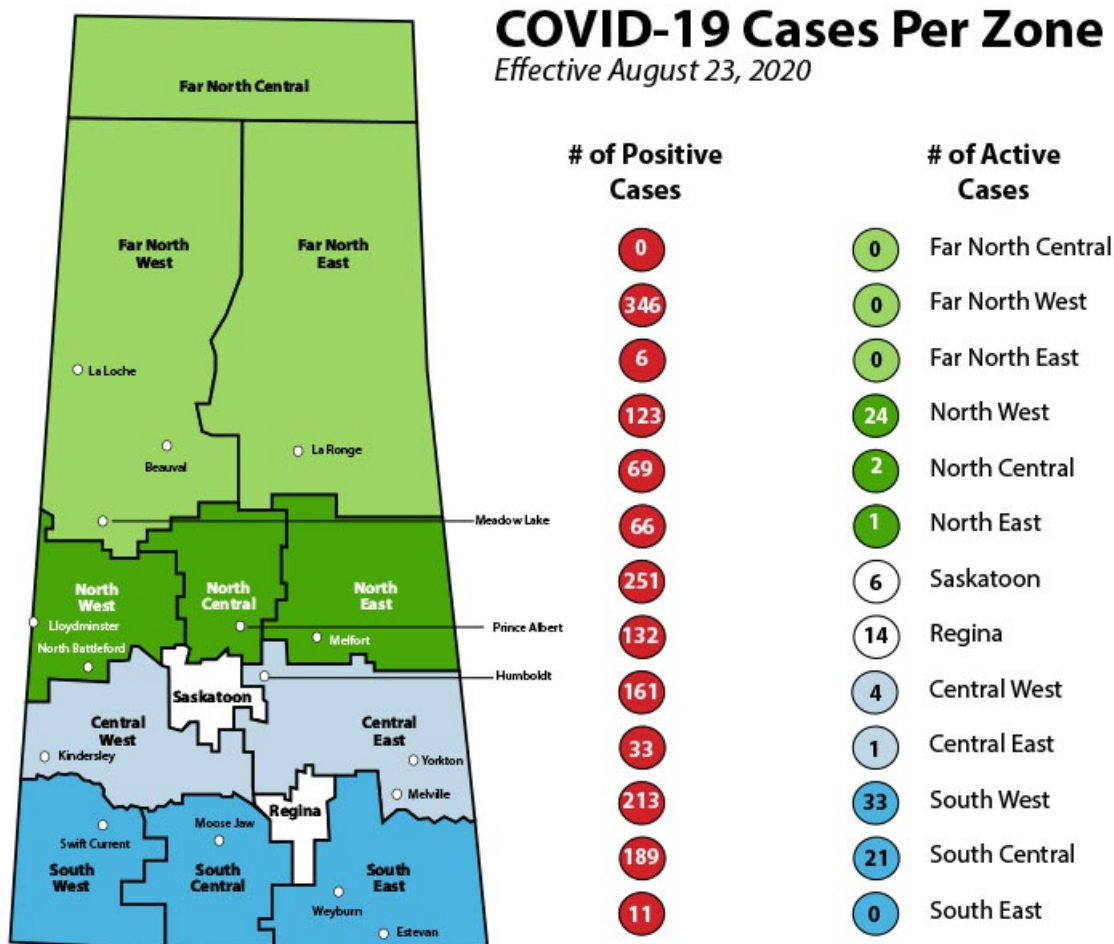 COVID-19 Cases Per Zone
Effective August 23, 2020
# of Positive
Cases
# of Active
Cases
0 0 Far North Central
346 0 Far North West
6 0 Far North East
123 24 North West
69 2 North Central
66 1 North East
251 6 Saskatoon
132 14 Regina
161 4 Central West
33 1 Central East
213 33 South West
189 21 South Central
11 0 South East
Far North Central
Far North
West
Far North
East
La Loche
Beauval
La Ronge
Meadow Lake
North
West
North
Central
North
East
Lloydminster
Prince Albert
North Battleford
Melfort
Humboldt
Saskatoon
Central
West
Central
East
Kindersley
Yorkton
Melville
Regina
Swift Current
Moose Jaw
South
West
South
Central
South
East
Weyburn
Estevan